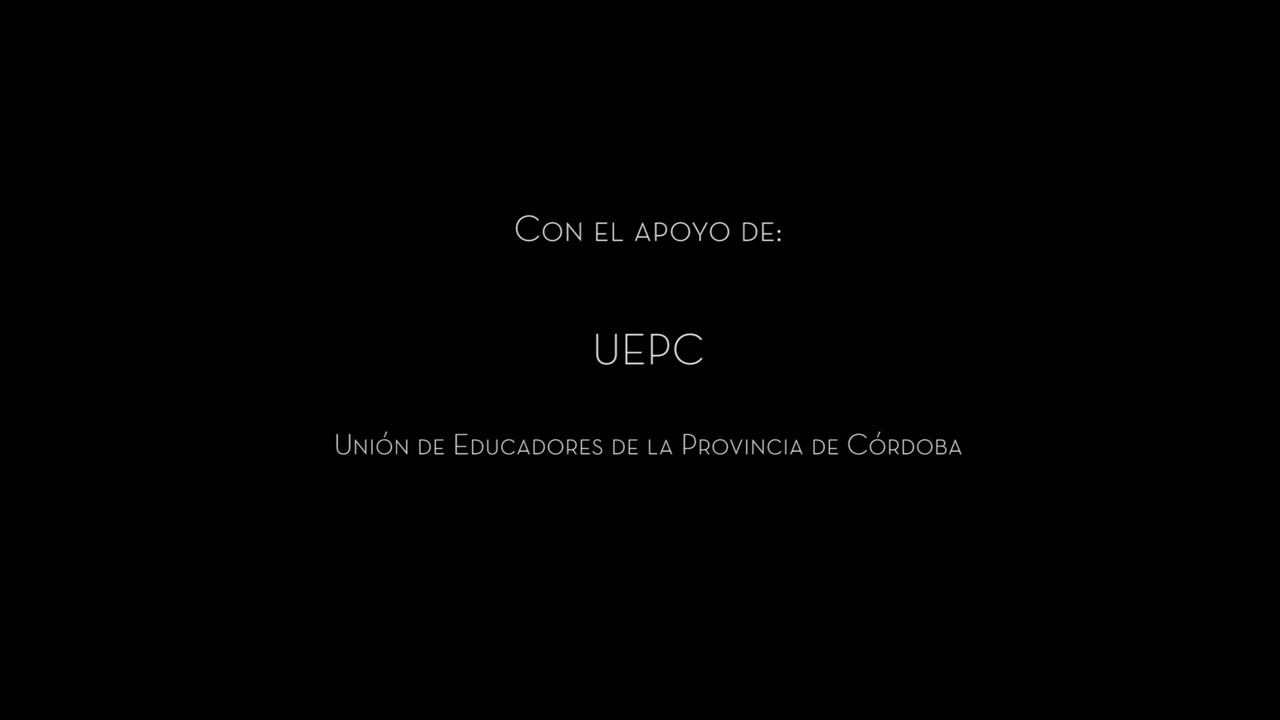 Con el apoyo de:
UEPC
Unión de Educadores de la Provincia de Córdoba